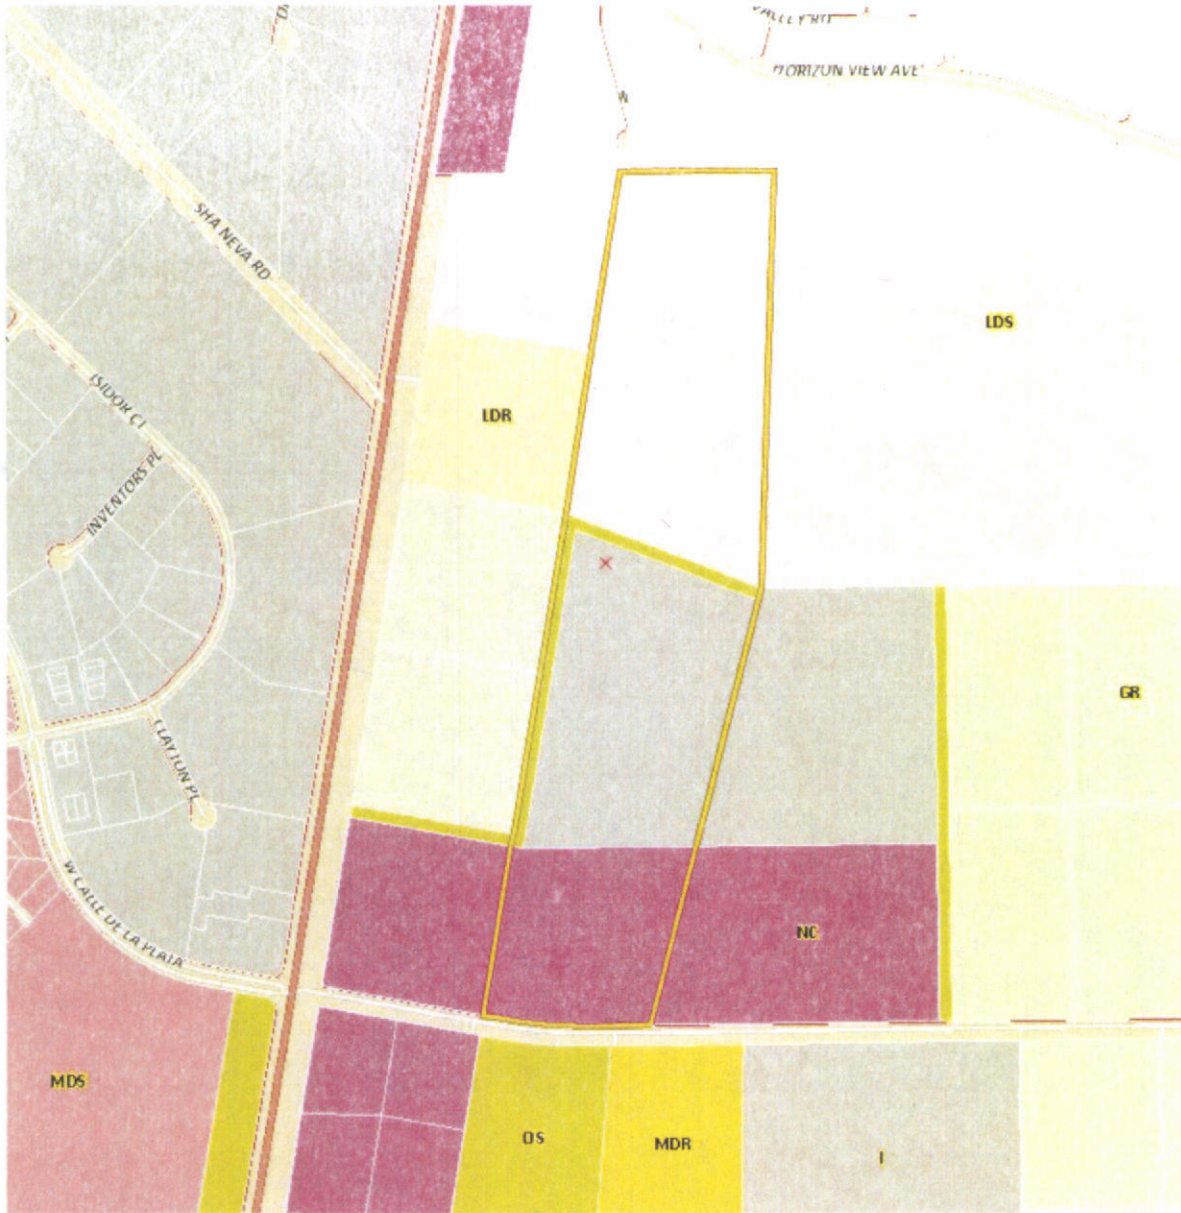 HORIZON VIEW AVE
SHA NEVA RD
LDS
ISIDOR CT
LDR
INVENTORS PL
GR
CLAYTON PL
W CALLE DE LA PLATA
NC
MDS
OS
MDR
I